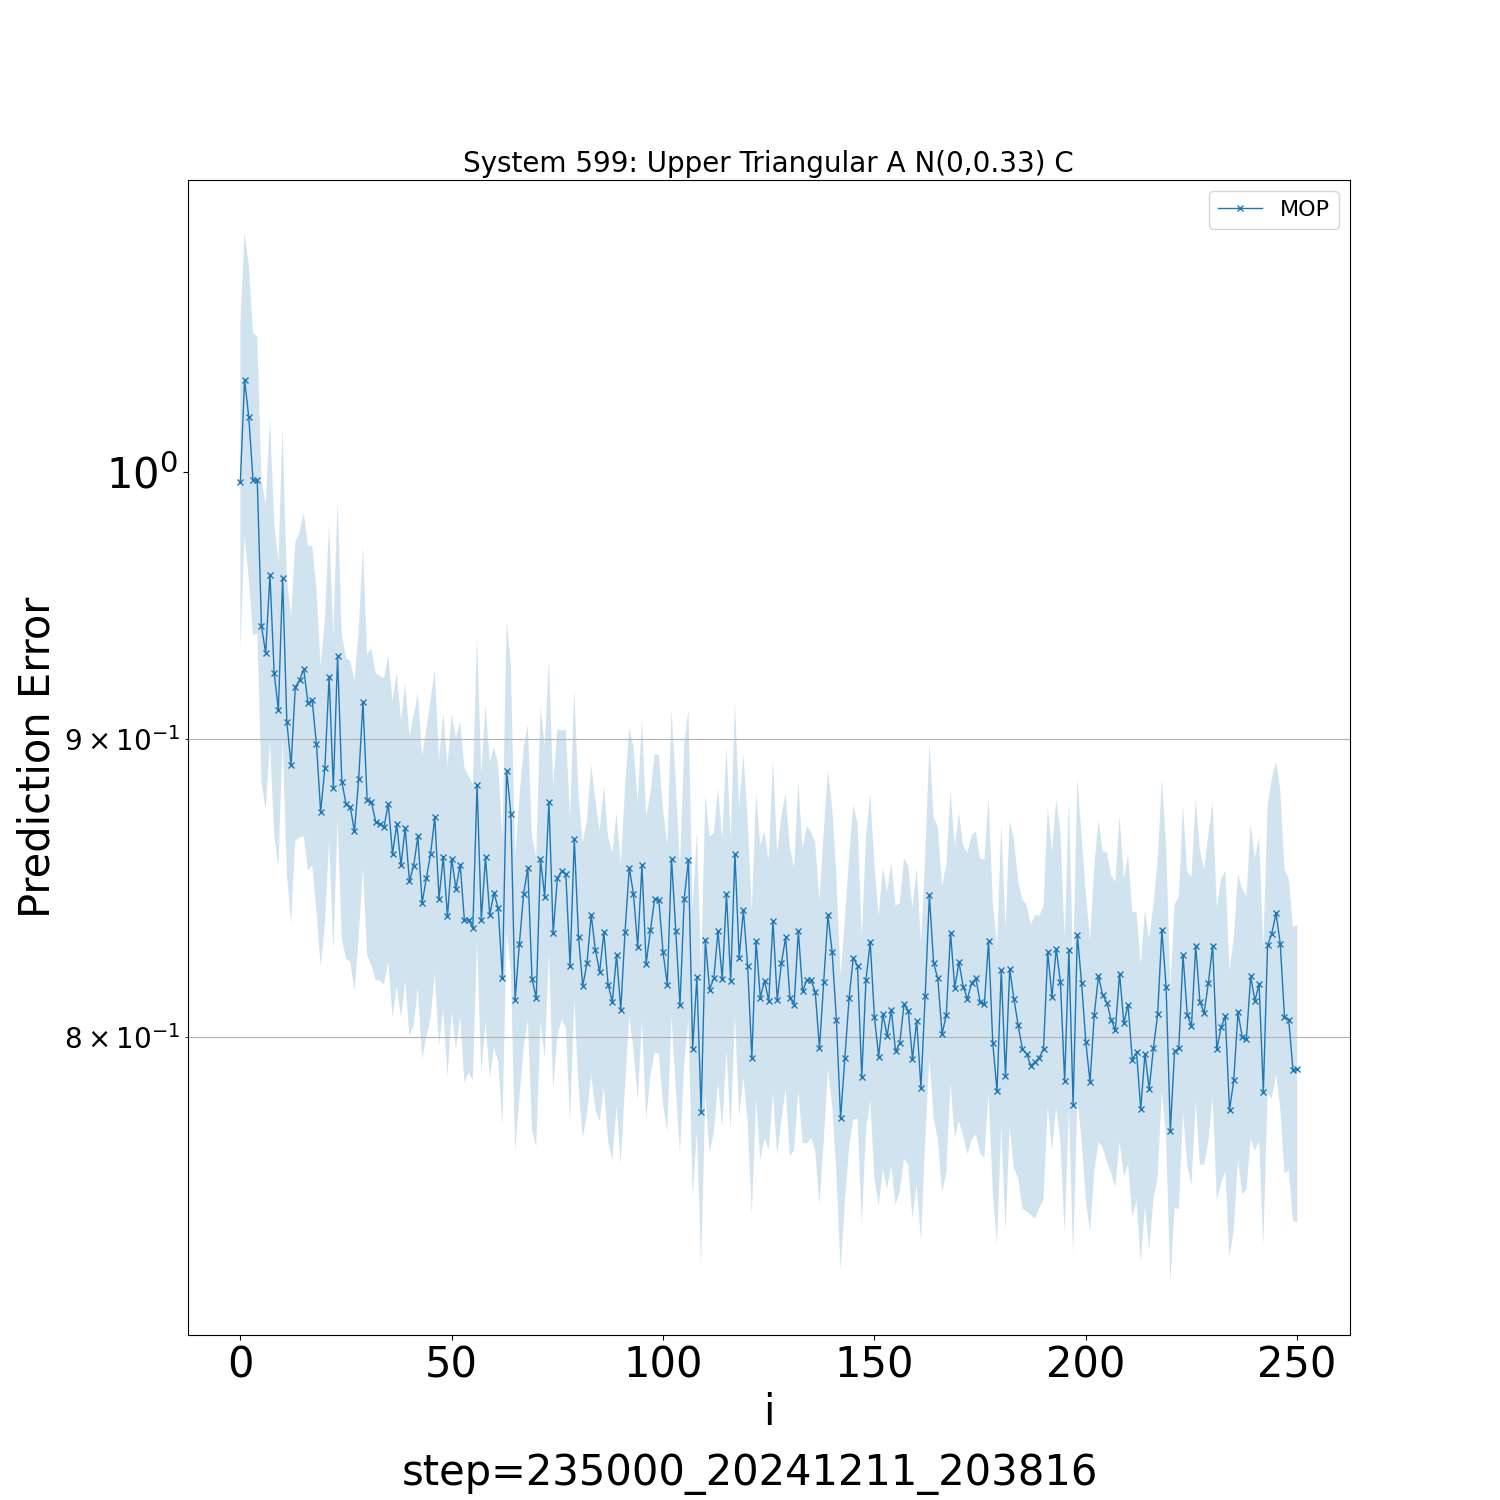 System 599: Upper Triangular A N(0,0.33) C
MOP
Prediction Error
10⁰
9 × 10⁻¹
8 × 10⁻¹
0 50 100 150 200 250
i
step=235000_20241211_203816